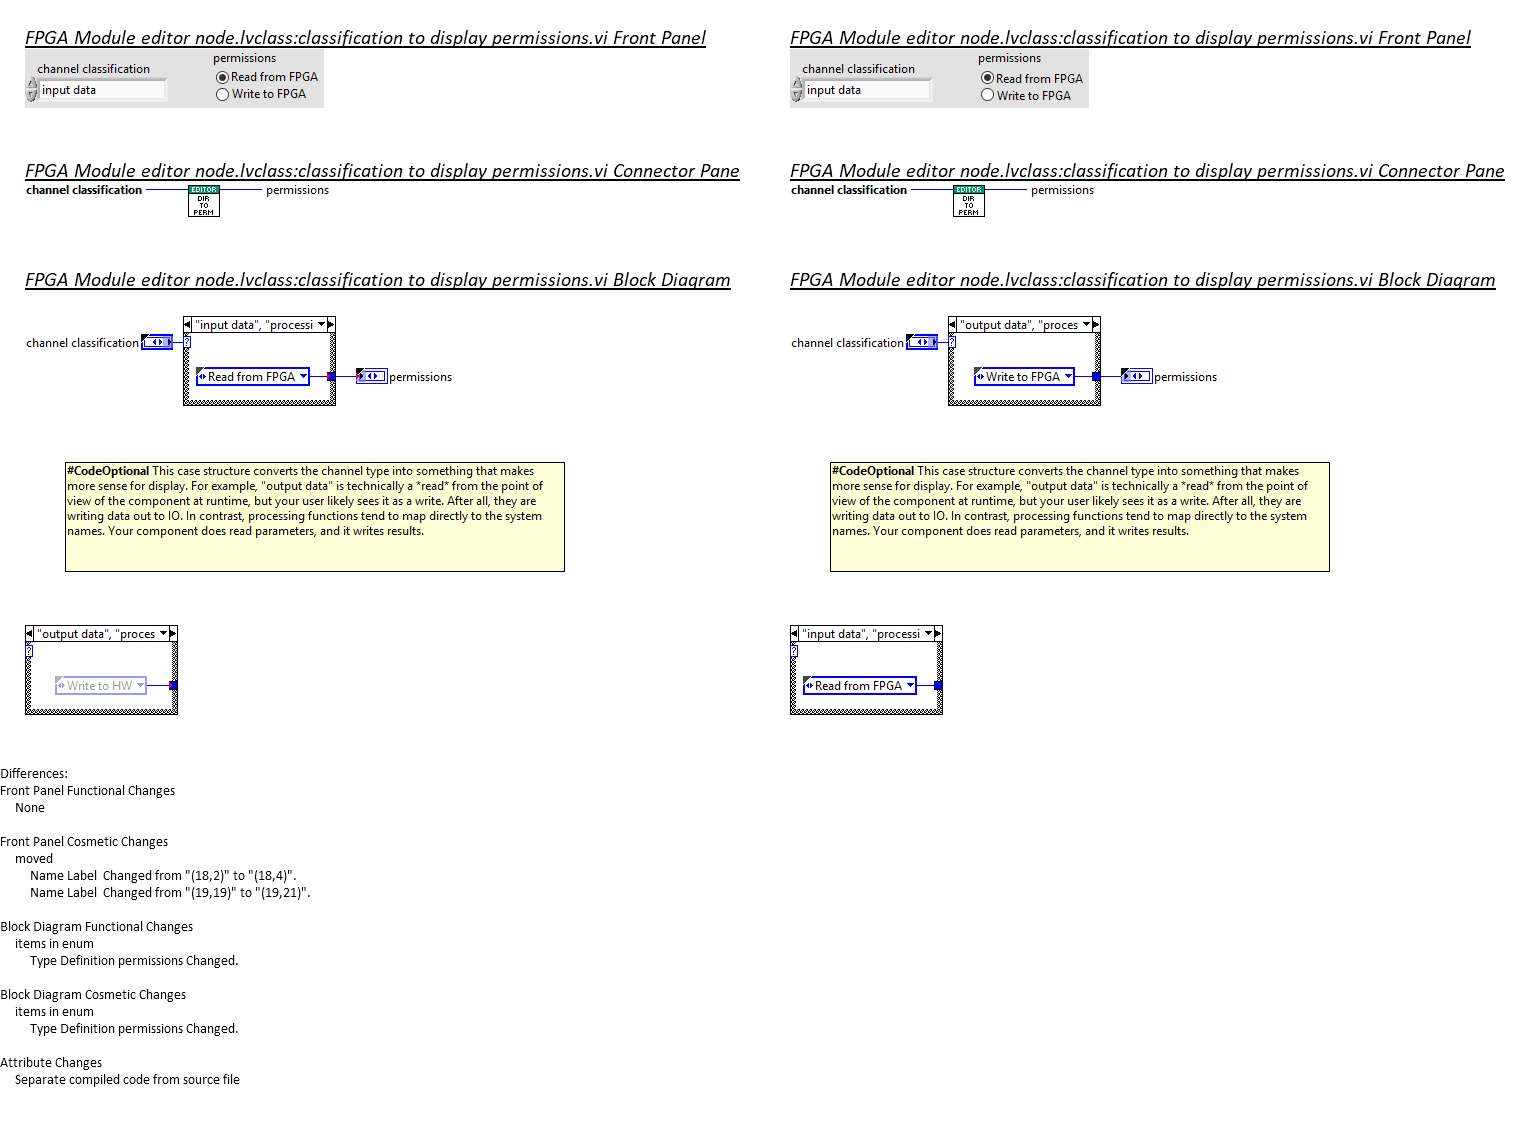 FPGA Module editor node.lvclass:classification to display permissions.vi Front Panel
permissions
channel classification
Read from FPGA
input data
Write to FPGA
FPGA Module editor node.lvclass:classification to display permissions.vi Connector Pane
channel classification
permissions
EDITOR
DIR
TO
PERM
FPGA Module editor node.lvclass:classification to display permissions.vi Block Diagram
"input data", "processi
channel classification
?
Read from FPGA
permissions
#CodeOptional This case structure converts the channel type into something that makes
more sense for display. For example, "output data" is technically a *read* from the point of
view of the component at runtime, but your user likely sees it as a write. After all, they are
writing data out to IO. In contrast, processing functions tend to map directly to the system
names. Your component does read parameters, and it writes results.
"output data", "proces
?
Write to HW
FPGA Module editor node.lvclass:classification to display permissions.vi Front Panel
permissions
channel classification
Read from FPGA
input data
Write to FPGA
FPGA Module editor node.lvclass:classification to display permissions.vi Connector Pane
channel classification
permissions
EDITOR
DIR
TO
PERM
FPGA Module editor node.lvclass:classification to display permissions.vi Block Diagram
"output data", "proces
channel classification
?
Write to FPGA
permissions
#CodeOptional This case structure converts the channel type into something that makes
more sense for display. For example, "output data" is technically a *read* from the point of
view of the component at runtime, but your user likely sees it as a write. After all, they are
writing data out to IO. In contrast, processing functions tend to map directly to the system
names. Your component does read parameters, and it writes results.
"input data", "processi
?
Read from FPGA
Differences:
Front Panel Functional Changes
None
Front Panel Cosmetic Changes
moved
Name Label  Changed from "(18,2)" to "(18,4)".
Name Label  Changed from "(19,19)" to "(19,21)".
Block Diagram Functional Changes
items in enum
Type Definition permissions Changed.
Block Diagram Cosmetic Changes
items in enum
Type Definition permissions Changed.
Attribute Changes
Separate compiled code from source file